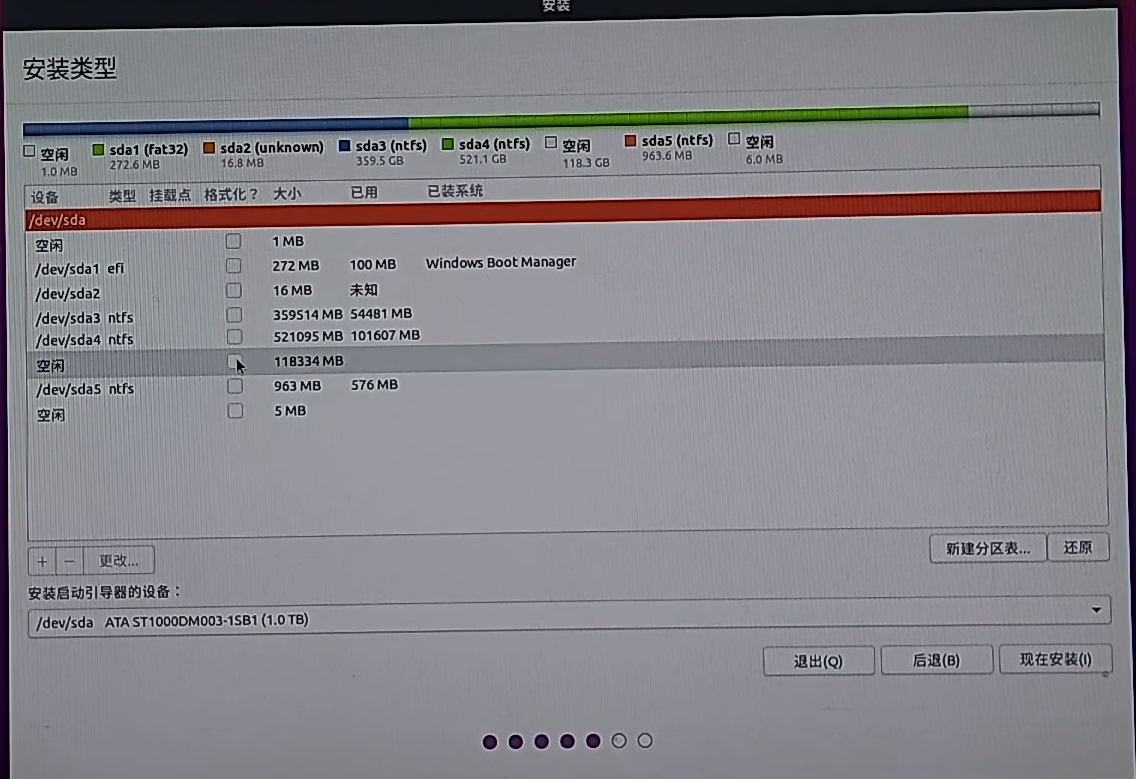 安装
安装类型
空闲 sda1 (fat32) sda2 (unknown) sda3 (ntfs) sda4 (ntfs) 空闲 sda5 (ntfs) 空闲
1.0 MB 272.6 MB 16.8 MB 359.5 GB 521.1 GB 118.3 GB 963.6 MB 6.0 MB
设备 类型 挂载点 格式化？ 大小 已用 已装系统
/dev/sda
空闲 1 MB
/dev/sda1 efi 272 MB 100 MB Windows Boot Manager
/dev/sda2 16 MB 未知
/dev/sda3 ntfs 359514 MB 54481 MB
/dev/sda4 ntfs 521095 MB 101607 MB
空闲 118334 MB
/dev/sda5 ntfs 963 MB 576 MB
空闲 5 MB
+ − 更改... 新建分区表... 还原
安装启动引导器的设备：
/dev/sda ATA ST1000DM003-1SB1 (1.0 TB)
退出(Q) 后退(B) 现在安装(I)